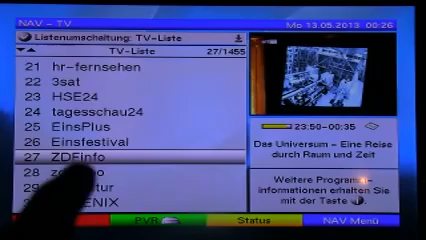 NAV - TV
Mo 13.05.2013 00:26
Listenumschaltung: TV-Liste
TV-Liste 27/1455
21 hr-fernsehen
22 3sat
23 HSE24
24 tagesschau24
25 EinsPlus
26 Einsfestival
27 ZDFinfo
28
29
ENIX
23:50-00:35
Das Universum - Eine Reise
durch Raum und Zeit
Weitere Programm-
informationen erhalten Sie
mit der Taste
PVR
Status
NAV Menü